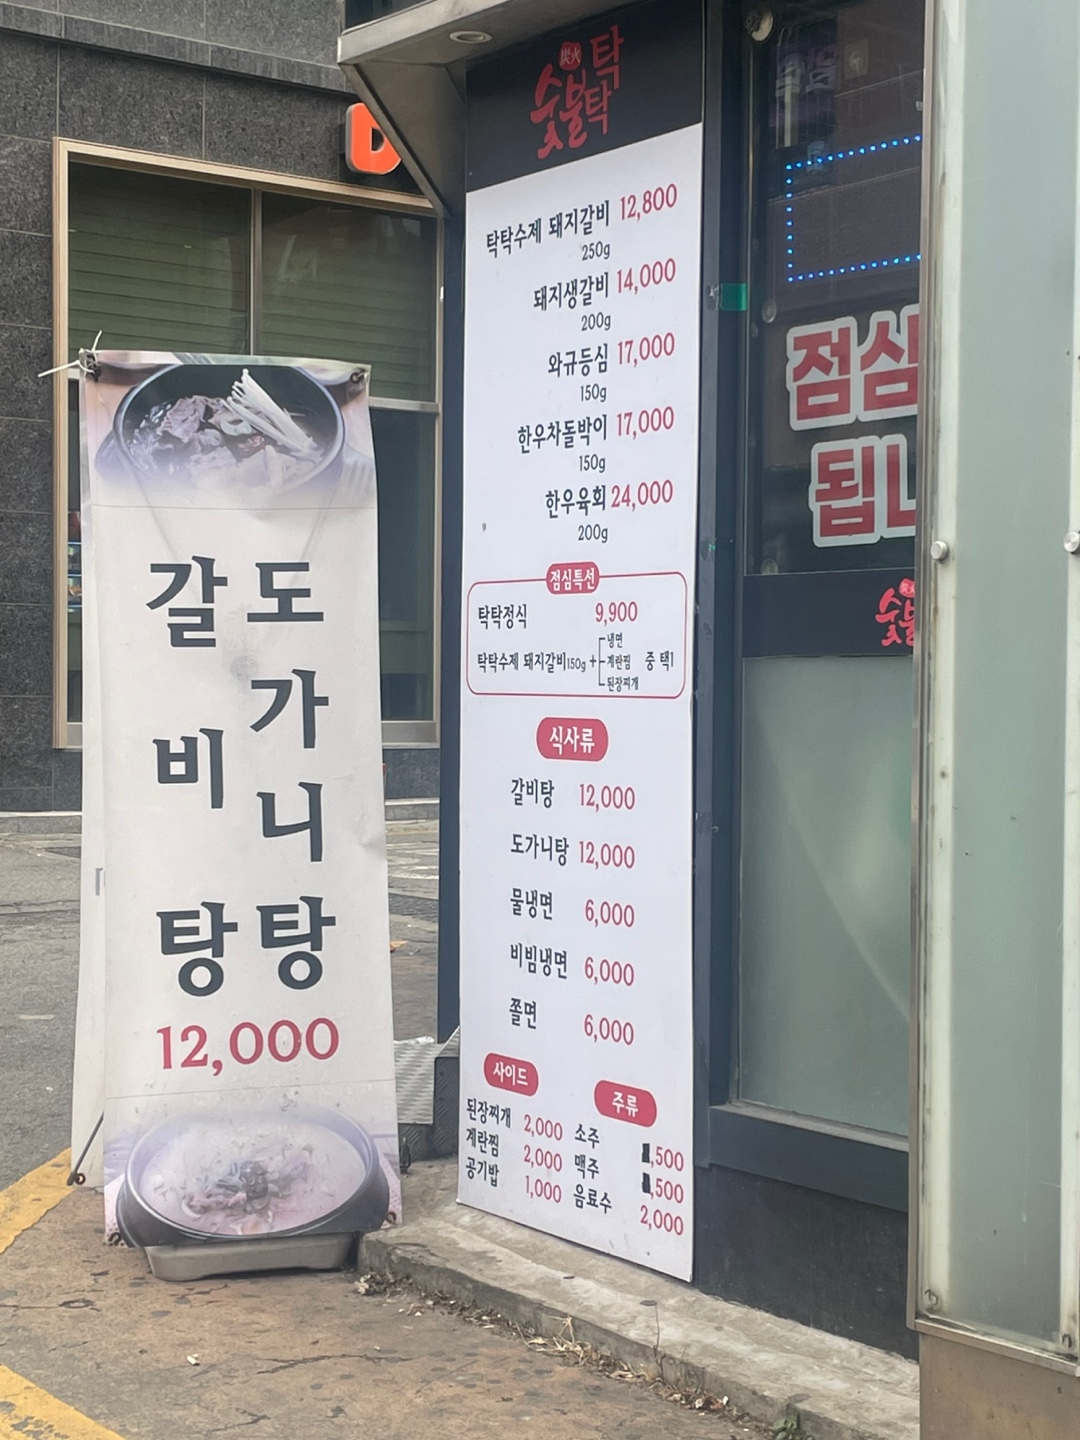 도가니탕
갈비탕
12,000
炭火
숯불탁탁
탁탁수제 돼지갈비 12,800
250g
돼지생갈비 14,000
200g
와규등심 17,000
150g
한우차돌박이 17,000
150g
한우육회 24,000
200g
점심특선
탁탁정식 9,900
탁탁수제 돼지갈비150g + 냉면 계란찜 된장찌개 중 택1
식사류
갈비탕 12,000
도가니탕 12,000
물냉면 6,000
비빔냉면 6,000
쫄면 6,000
사이드
된장찌개 2,000
계란찜 2,000
공기밥 1,000
주류
소주 ,500
맥주 ,500
음료수 2,000
점심
됩니
숯불